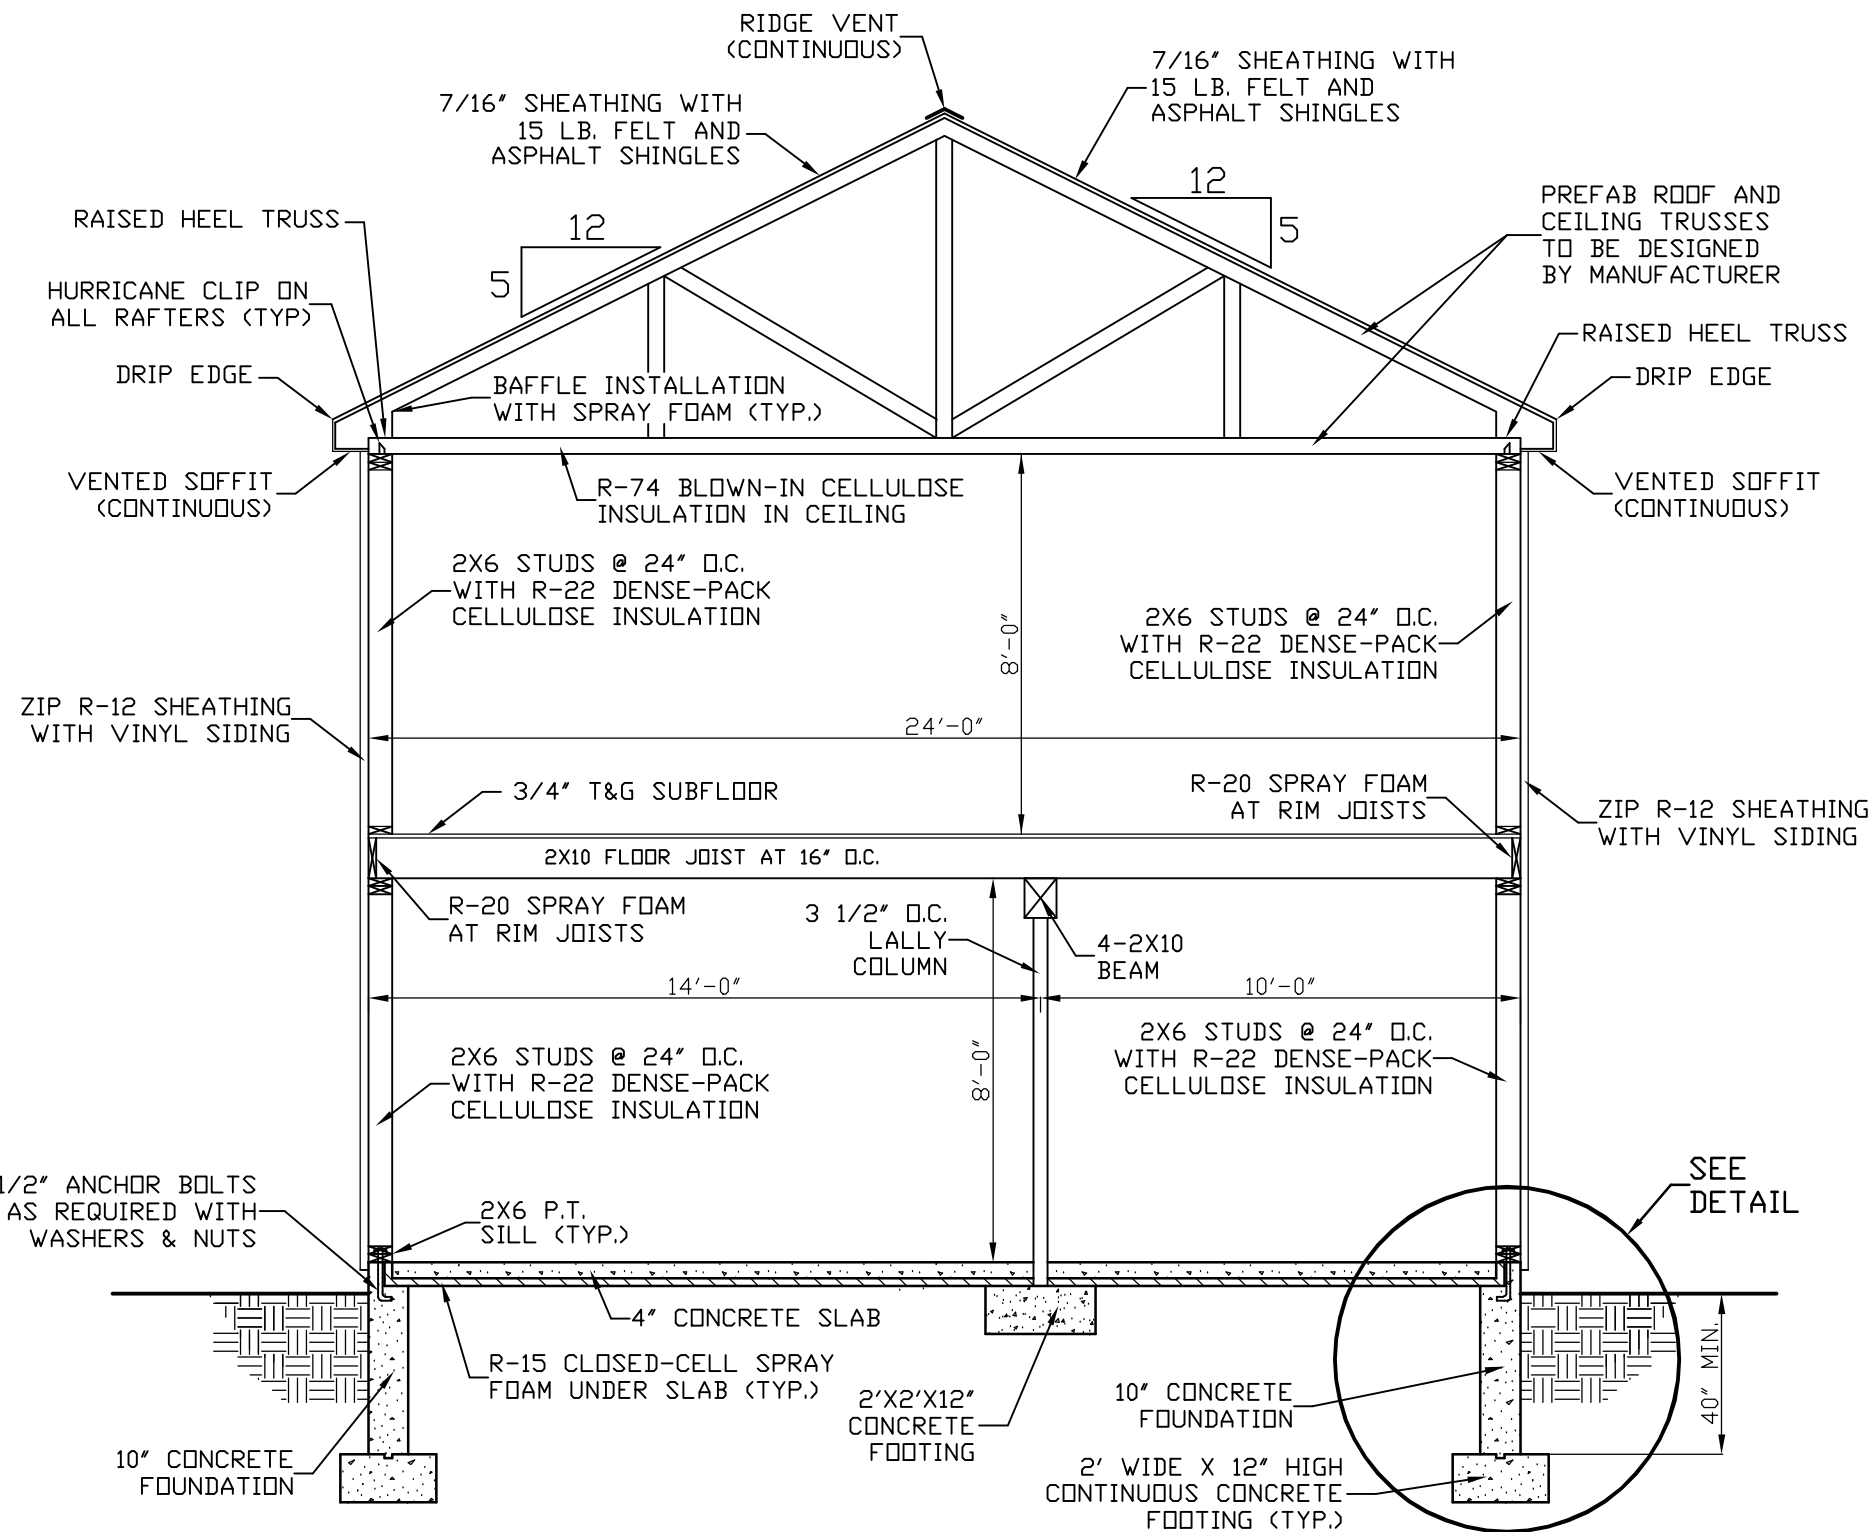 RIDGE VENT
(CONTINUOUS)
7/16" SHEATHING WITH
15 LB. FELT AND
ASPHALT SHINGLES
7/16" SHEATHING WITH
15 LB. FELT AND
ASPHALT SHINGLES
12
5
12
5
RAISED HEEL TRUSS
HURRICANE CLIP ON
ALL RAFTERS (TYP)
DRIP EDGE
PREFAB ROOF AND
CEILING TRUSSES
TO BE DESIGNED
BY MANUFACTURER
RAISED HEEL TRUSS
DRIP EDGE
BAFFLE INSTALLATION
WITH SPRAY FOAM (TYP.)
VENTED SOFFIT
(CONTINUOUS)
R-74 BLOWN-IN CELLULOSE
INSULATION IN CEILING
VENTED SOFFIT
(CONTINUOUS)
2X6 STUDS @ 24" O.C.
WITH R-22 DENSE-PACK
CELLULOSE INSULATION
8'-0"
2X6 STUDS @ 24" O.C.
WITH R-22 DENSE-PACK
CELLULOSE INSULATION
ZIP R-12 SHEATHING
WITH VINYL SIDING
24'-0"
3/4" T&G SUBFLOOR
R-20 SPRAY FOAM
AT RIM JOISTS
ZIP R-12 SHEATHING
WITH VINYL SIDING
2X10 FLOOR JOIST AT 16" O.C.
R-20 SPRAY FOAM
AT RIM JOISTS
3 1/2" O.C.
LALLY
COLUMN
4-2X10
BEAM
14'-0"
10'-0"
2X6 STUDS @ 24" O.C.
WITH R-22 DENSE-PACK
CELLULOSE INSULATION
8'-0"
2X6 STUDS @ 24" O.C.
WITH R-22 DENSE-PACK
CELLULOSE INSULATION
1/2" ANCHOR BOLTS
AS REQUIRED WITH
WASHERS & NUTS
2X6 P.T.
SILL (TYP.)
SEE
DETAIL
4" CONCRETE SLAB
R-15 CLOSED-CELL SPRAY
FOAM UNDER SLAB (TYP.)
2'X2'X12"
CONCRETE
FOOTING
10" CONCRETE
FOUNDATION
40" MIN.
10" CONCRETE
FOUNDATION
2' WIDE X 12" HIGH
CONTINUOUS CONCRETE
FOOTING (TYP.)